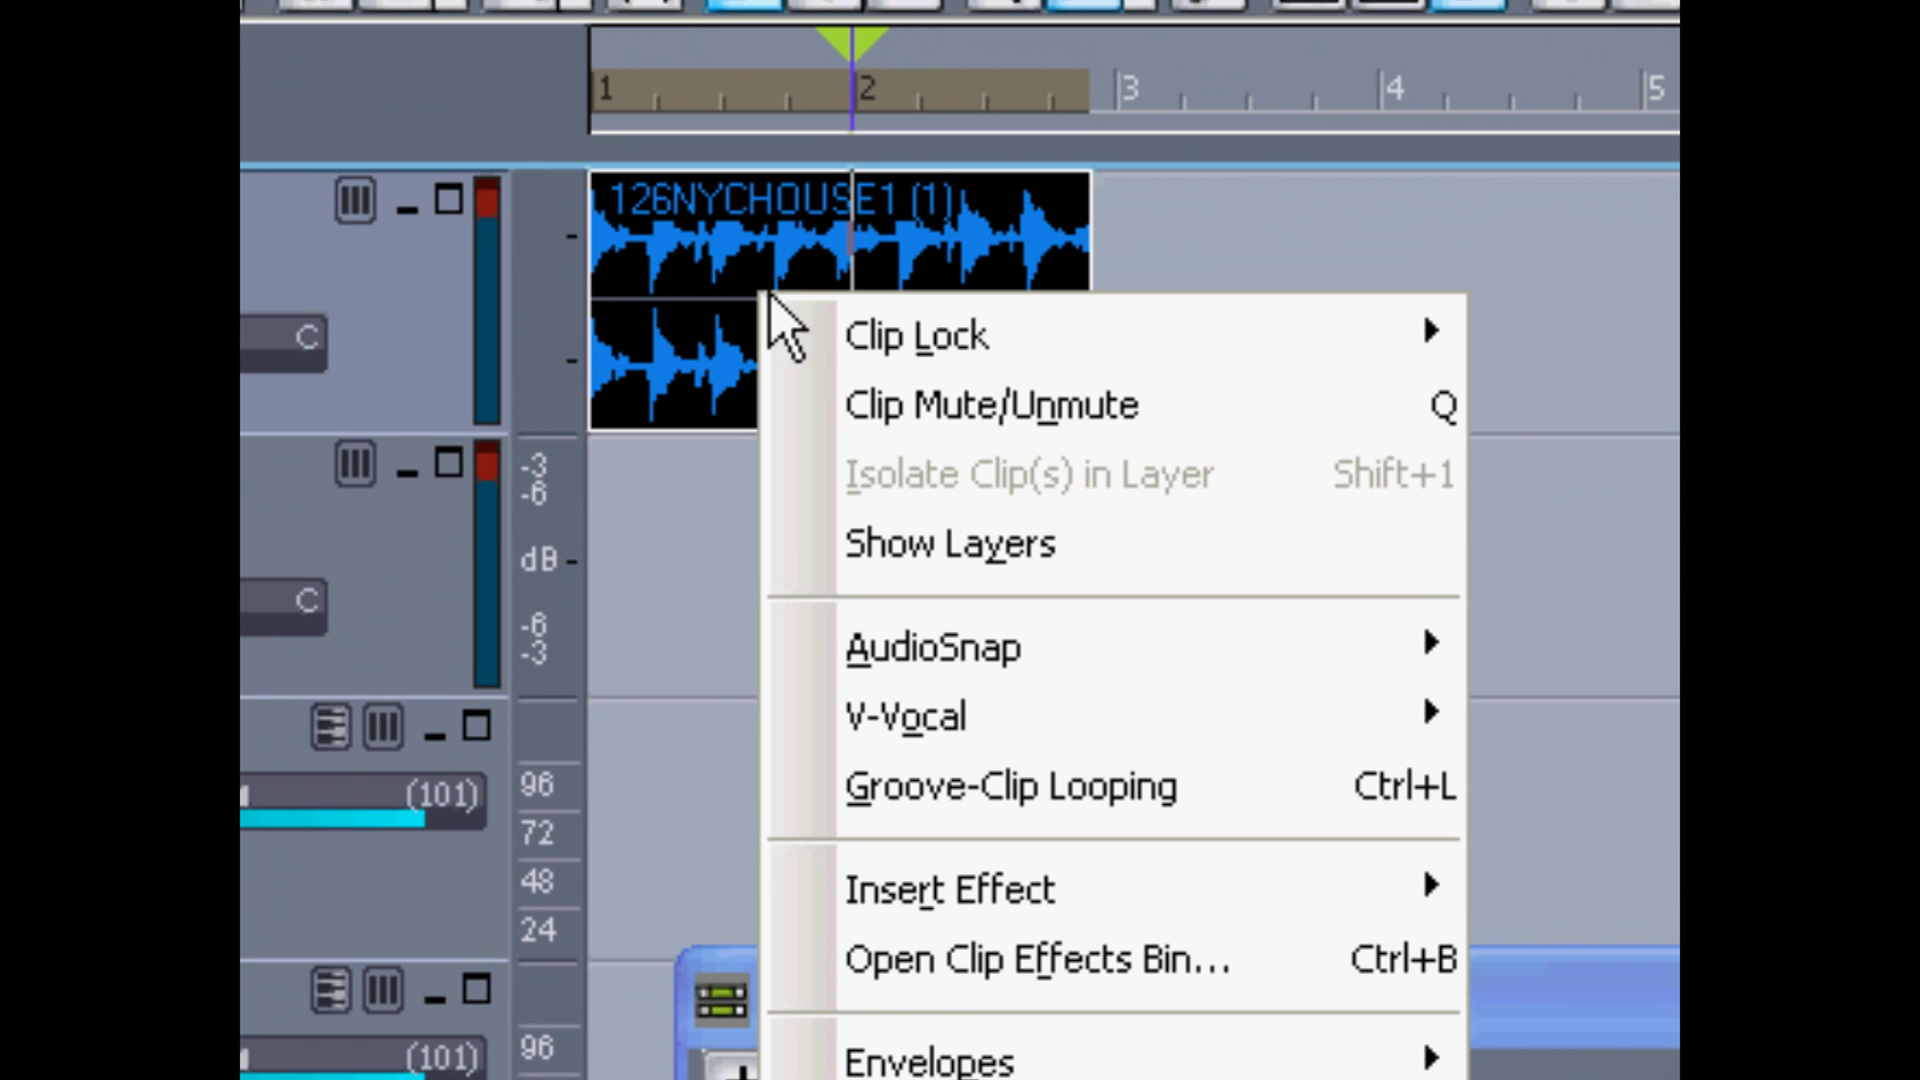 1 2 3 4 5
126NYCHOUSE1 (1)
C
Clip Lock
Clip Mute/Unmute Q
Isolate Clip(s) in Layer Shift+1
Show Layers
-3
-6
dB
C
-6
-3
AudioSnap
V-Vocal
Groove-Clip Looping Ctrl+L
(101)
96
72
48
24
Insert Effect
Open Clip Effects Bin... Ctrl+B
(101)
96
Envelopes